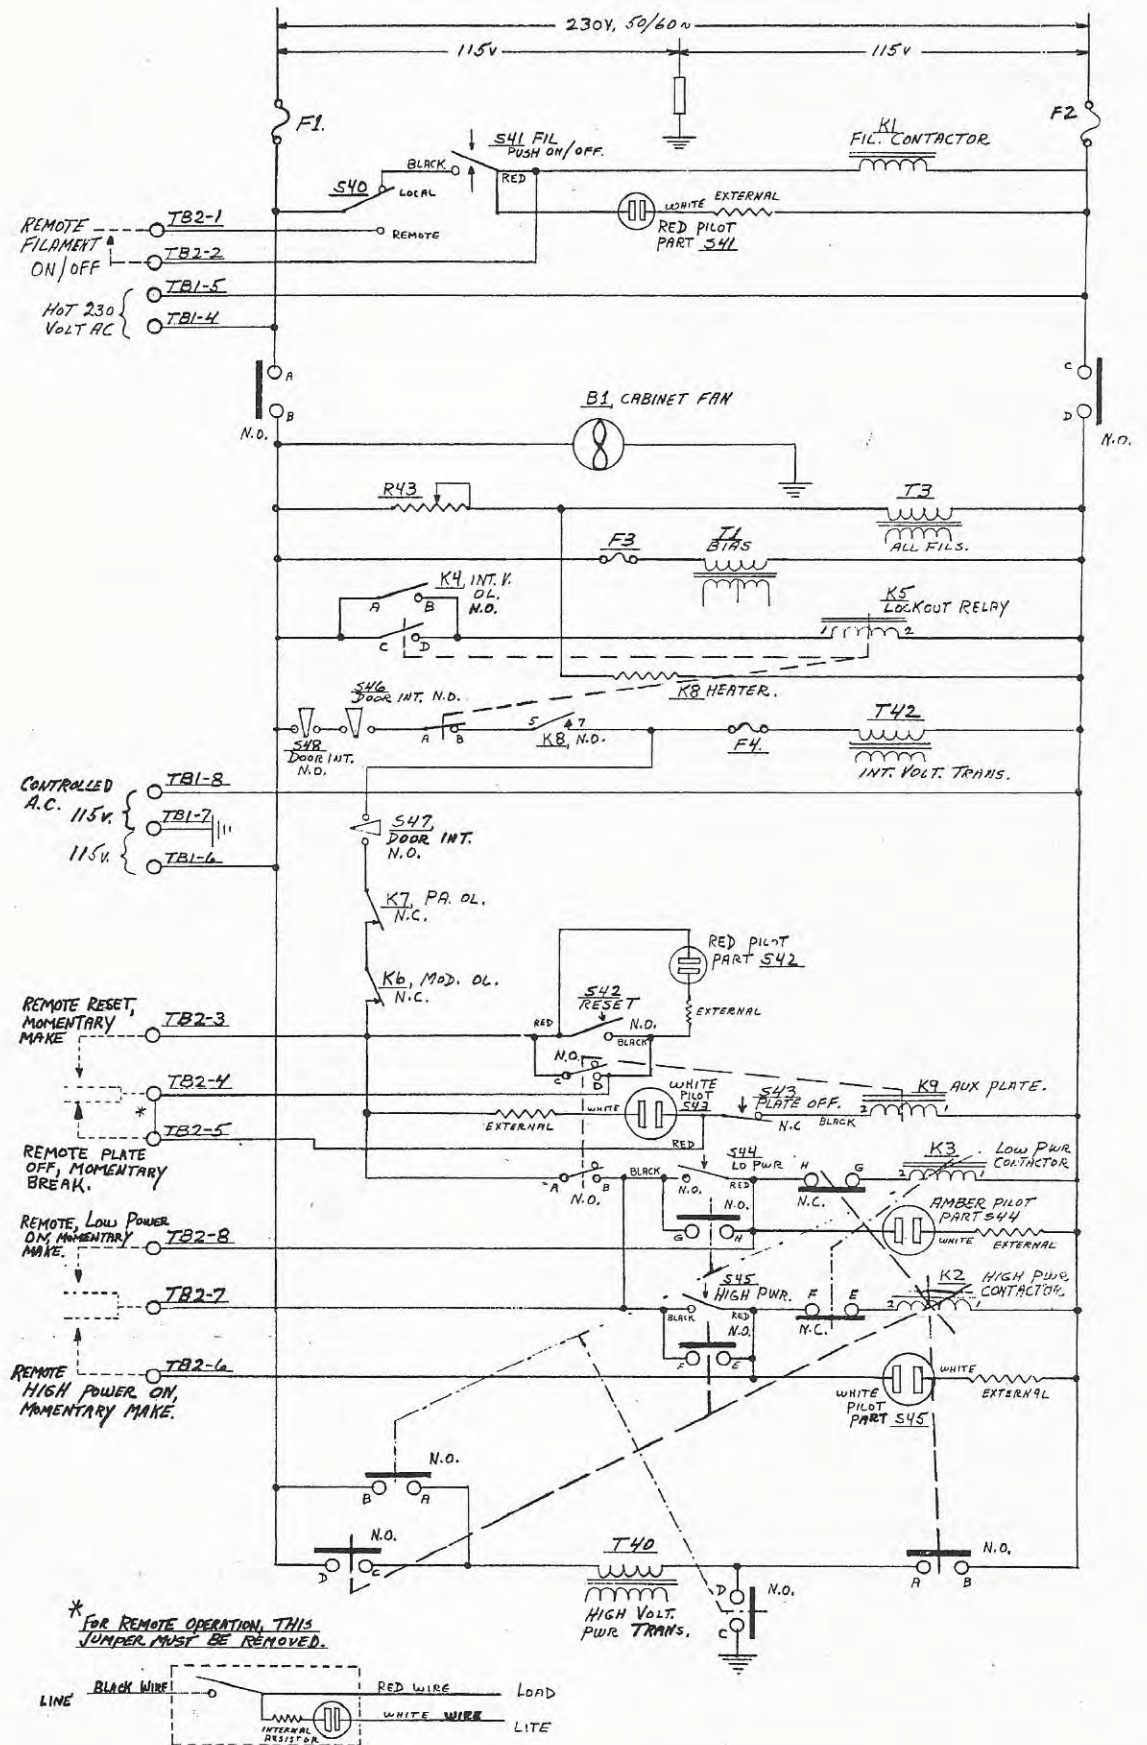 230V, 50/60~
115V
115V
F1.
F2
S41 FIL
PUSH ON/OFF.
K1
FIL. CONTACTOR
BLACK
RED
S40
LOCAL
REMOTE
WHITE
EXTERNAL
RED PILOT
PART S41
REMOTE
FILAMENT
ON/OFF
TB2-1
TB2-2
TB1-5
HOT 230
VOLT AC
TB1-4
A
B
N.O.
C
D
N.O.
B1, CABINET FAN
R43
T3
ALL FILS.
F3
T1
BIAS
K4, INT. V.
OL.
N.O.
A
B
C
D
K5
LOCKOUT RELAY
1
2
K8 HEATER.
S46
DOOR INT. N.O.
S48
DOOR INT.
N.O.
A
B
5
7
K8, N.O.
F4.
T42
INT. VOLT. TRANS.
CONTROLLED
A.C.
115V.
115V.
TB1-8
TB1-7
TB1-6
S47,
DOOR INT.
N.O.
K7, PA. OL.
N.C.
K6, MOD. OL.
N.C.
RED PILOT
PART S42
EXTERNAL
S42
RESET
RED
N.O.
BLACK
N.O.
C
D
REMOTE RESET,
MOMENTARY
MAKE
TB2-3
TB2-4
*
TB2-5
REMOTE PLATE
OFF, MOMENTARY
BREAK.
EXTERNAL
WHITE
WHITE
PILOT
S43
RED
S43
PLATE OFF.
N.C
BLACK
K9 AUX PLATE.
2
1
A
B
N.O.
BLACK
S44
LO PWR
N.O.
RED
N.O.
G
H
H
G
N.C.
K3
LOW PWR
CONTACTOR
2
1
AMBER PILOT
PART S44
WHITE
EXTERNAL
REMOTE, LOW POWER
ON, MOMENTARY
MAKE.
TB2-8
TB2-7
TB2-6
REMOTE
HIGH POWER ON,
MOMENTARY MAKE.
S45
HIGH PWR.
BLACK
RED
N.O.
F
E
F
E
N.C.
K2
HIGH PWR
CONTACTOR
2
1
WHITE
PILOT
PART S45
WHITE
EXTERNAL
N.O.
B
A
N.O.
D
C
T40
HIGH VOLT.
PWR TRANS.
D
C
N.O.
N.O.
A
B
*
FOR REMOTE OPERATION, THIS
JUMPER MUST BE REMOVED.
LINE
BLACK WIRE
RED WIRE
LOAD
INTERNAL
RESISTOR
WHITE WIRE
LITE